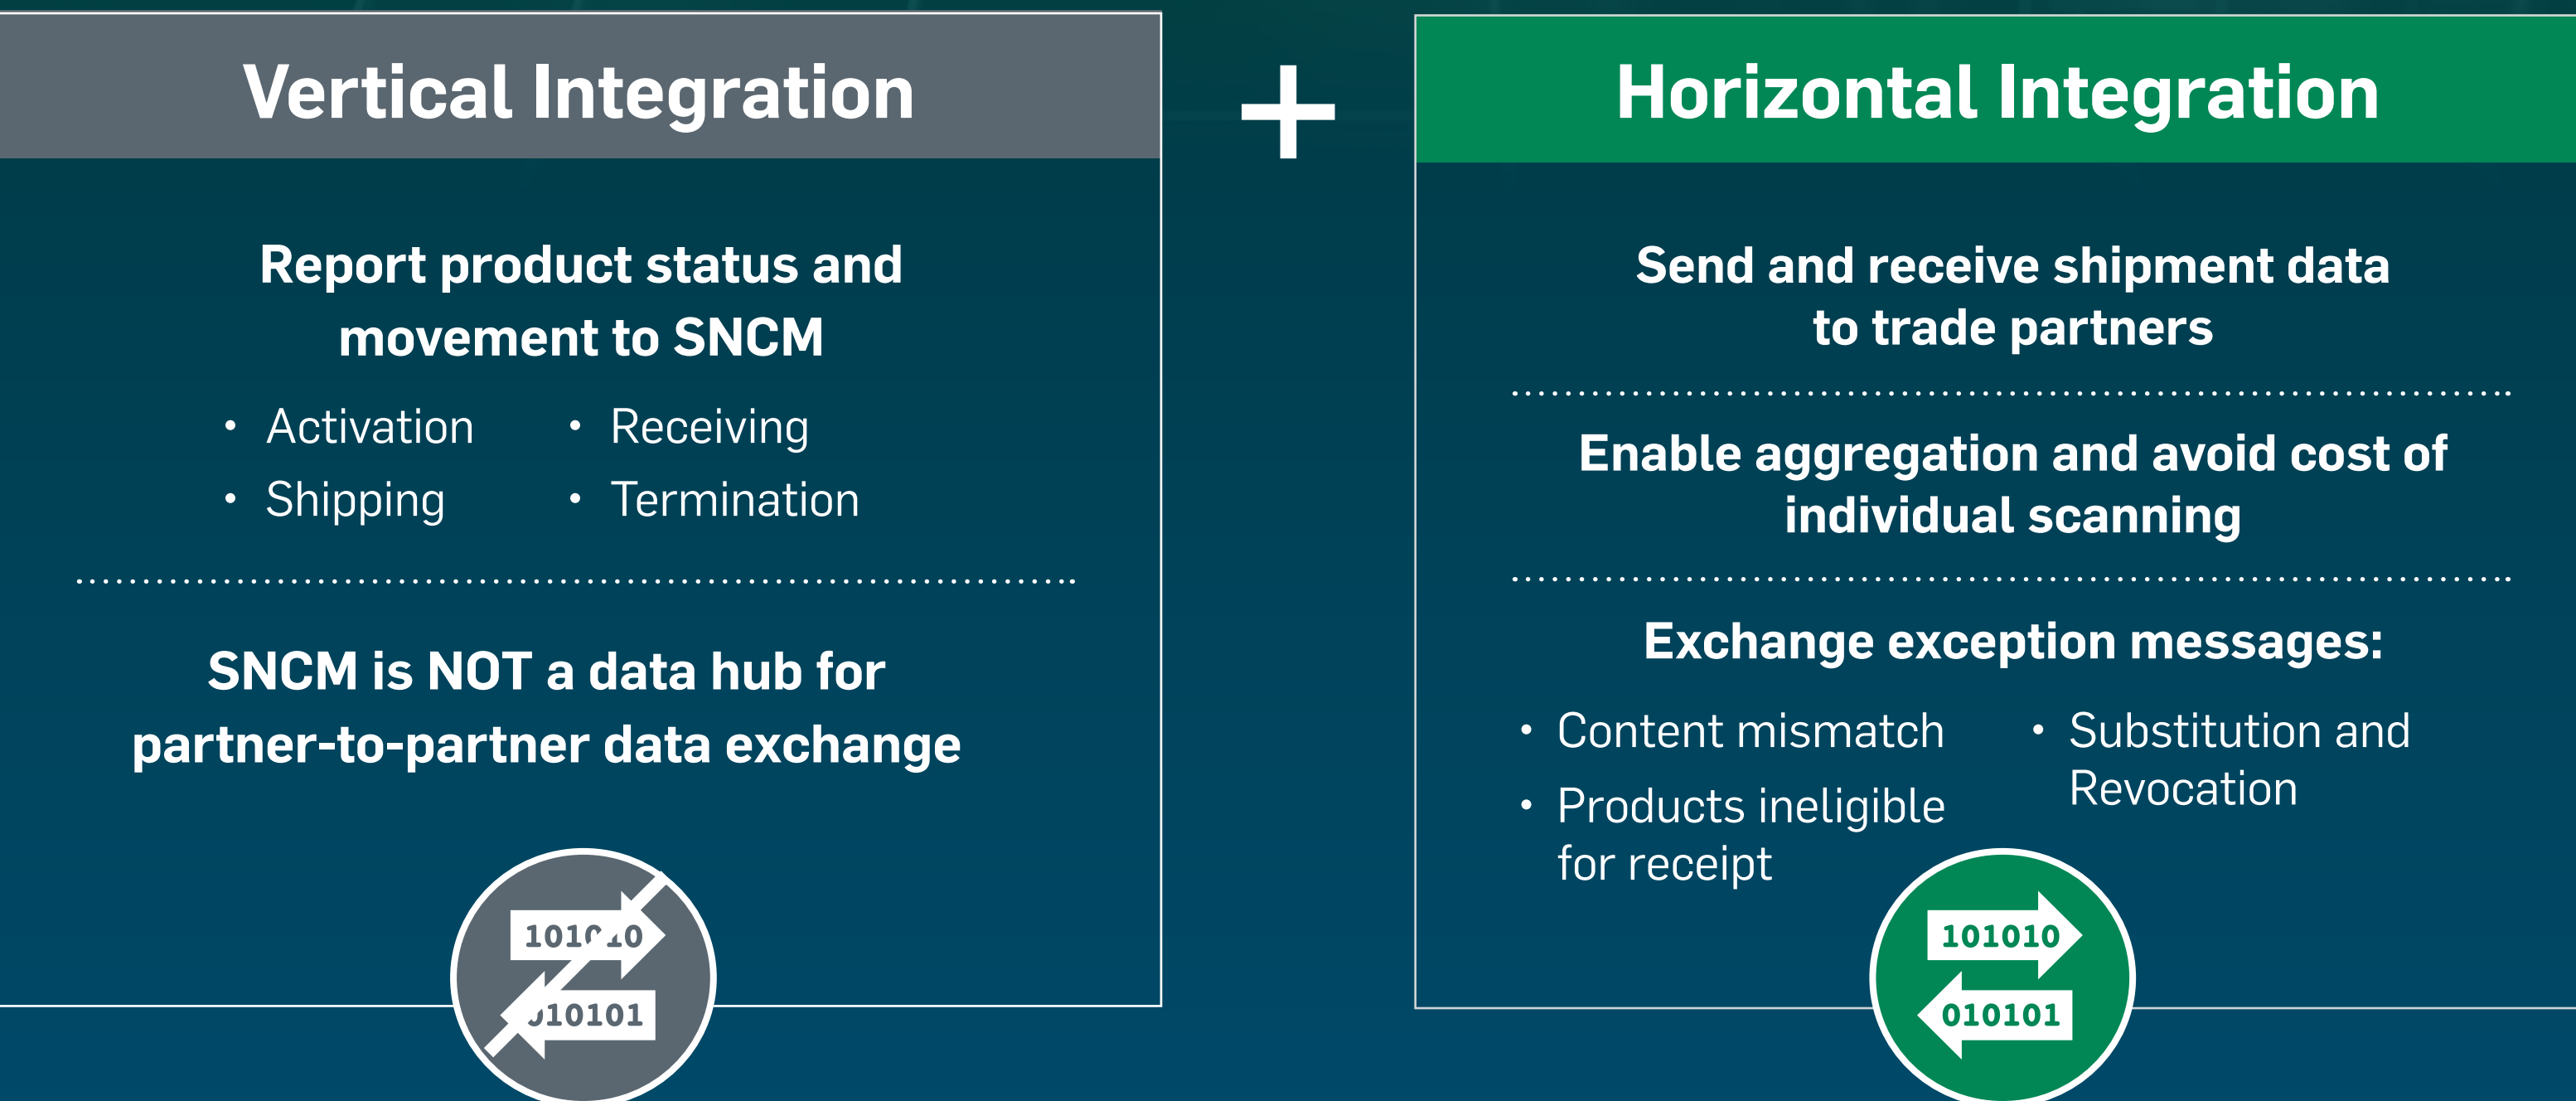 Vertical Integration
Report product status and
movement to SNCM
• Activation
• Shipping
• Receiving
• Termination
SNCM is NOT a data hub for
partner-to-partner data exchange
+
Horizontal Integration
Send and receive shipment data
to trade partners
Enable aggregation and avoid cost of
individual scanning
Exchange exception messages:
• Content mismatch
• Products ineligible
for receipt
• Substitution and
Revocation
101010
010101